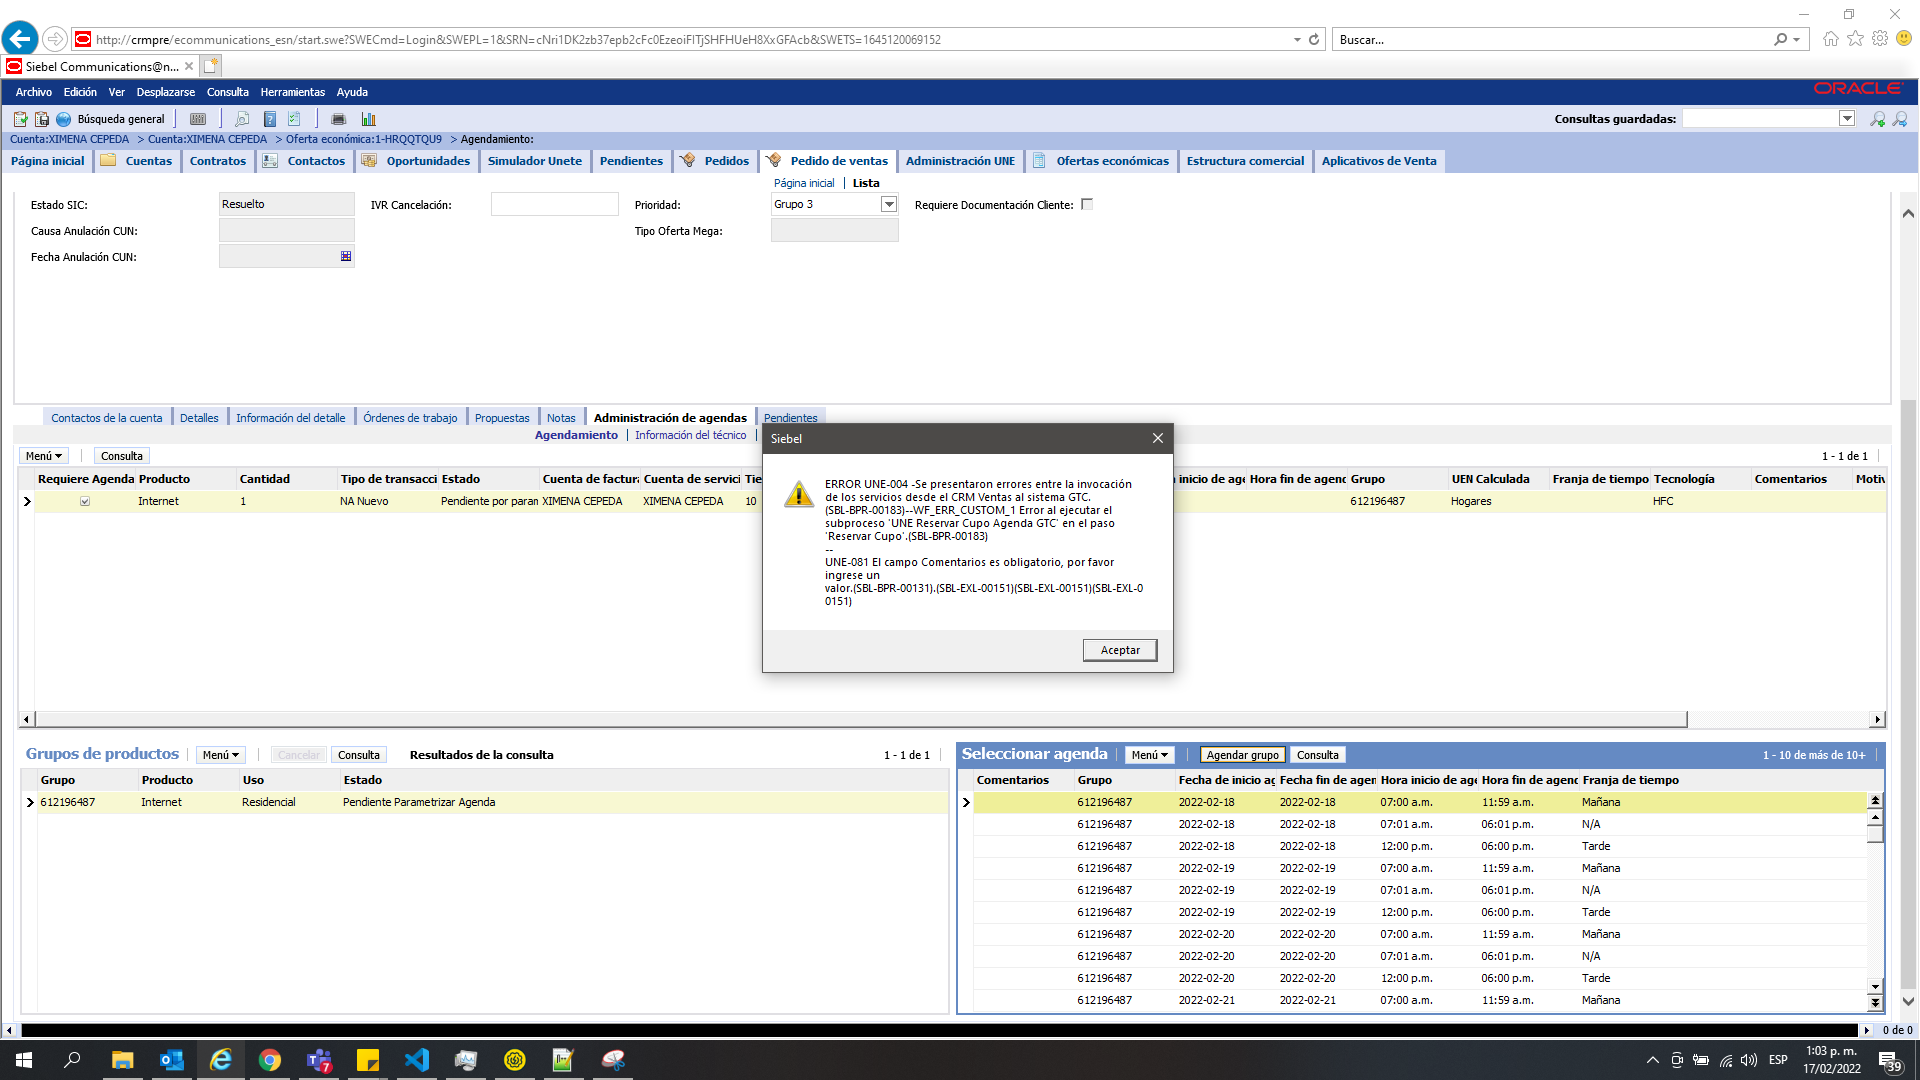 http://crmpre/ecommunications_esn/start.swe?SWECmd=Login&SWEPL=1&SRN=cNri1DK2zb37epb2cFc0EzeoiFITjSHFHUeH8XxGFAcb&SWETS=1645120069152
Buscar...
Siebel Communications@n...
Archivo Edición Ver Desplazarse Consulta Herramientas Ayuda
ORACLE
Búsqueda general
Consultas guardadas:
Cuenta:XIMENA CEPEDA > Cuenta:XIMENA CEPEDA > Oferta económica:1-HRQQTQU9 > Agendamiento:
Página inicial Cuentas Contratos Contactos Oportunidades Simulador Unete Pendientes Pedidos Pedido de ventas Administración UNE Ofertas económicas Estructura comercial Aplicativos de Venta
Página inicial | Lista
Estado SIC: Resuelto IVR Cancelación: Prioridad: Grupo 3 Requiere Documentación Cliente:
Causa Anulación CUN: Tipo Oferta Mega:
Fecha Anulación CUN:
Contactos de la cuenta Detalles Información del detalle Órdenes de trabajo Propuestas Notas Administración de agendas Pendientes
Agendamiento | Información del técnico
Menú Consulta 1 - 1 de 1
Requiere Agenda Producto Cantidad Tipo de transacci Estado Cuenta de factura Cuenta de servici Tie inicio de age Hora fin de agenc Grupo UEN Calculada Franja de tiempo Tecnología Comentarios Motiv
Internet 1 NA Nuevo Pendiente por paran XIMENA CEPEDA XIMENA CEPEDA 10 612196487 Hogares HFC
Siebel
ERROR UNE-004 -Se presentaron errores entre la invocación
de los servicios desde el CRM Ventas al sistema GTC.
(SBL-BPR-00183)--WF_ERR_CUSTOM_1 Error al ejecutar el
subproceso 'UNE Reservar Cupo Agenda GTC' en el paso
'Reservar Cupo'.(SBL-BPR-00183)
--
UNE-081 El campo Comentarios es obligatorio, por favor
ingrese un
valor.(SBL-BPR-00131).(SBL-EXL-00151)(SBL-EXL-00151)(SBL-EXL-0
0151)
Aceptar
Grupos de productos Menú Cancelar Consulta Resultados de la consulta 1 - 1 de 1
Grupo Producto Uso Estado
612196487 Internet Residencial Pendiente Parametrizar Agenda
Seleccionar agenda Menú Agendar grupo Consulta 1 - 10 de más de 10+
Comentarios Grupo Fecha de inicio ag Fecha fin de agen Hora inicio de age Hora fin de agenc Franja de tiempo
612196487 2022-02-18 2022-02-18 07:00 a.m. 11:59 a.m. Mañana
612196487 2022-02-18 2022-02-18 07:01 a.m. 06:01 p.m. N/A
612196487 2022-02-18 2022-02-18 12:00 p.m. 06:00 p.m. Tarde
612196487 2022-02-19 2022-02-19 07:00 a.m. 11:59 a.m. Mañana
612196487 2022-02-19 2022-02-19 07:01 a.m. 06:01 p.m. N/A
612196487 2022-02-19 2022-02-19 12:00 p.m. 06:00 p.m. Tarde
612196487 2022-02-20 2022-02-20 07:00 a.m. 11:59 a.m. Mañana
612196487 2022-02-20 2022-02-20 07:01 a.m. 06:01 p.m. N/A
612196487 2022-02-20 2022-02-20 12:00 p.m. 06:00 p.m. Tarde
612196487 2022-02-21 2022-02-21 07:00 a.m. 11:59 a.m. Mañana
0 de 0
7
ESP
1:03 p. m.
17/02/2022
39